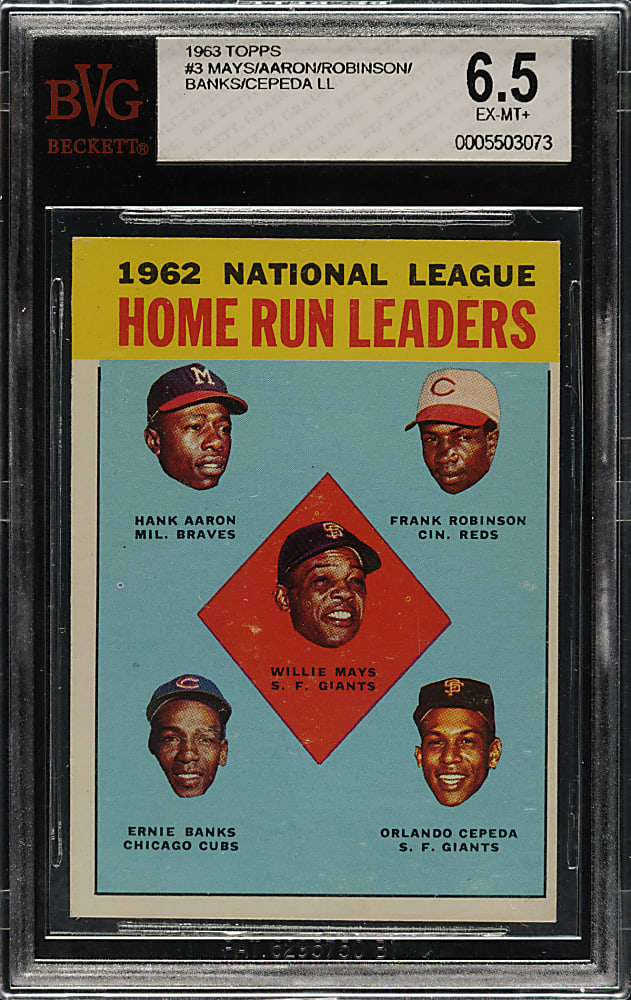 BVG
BECKETT®
1963 TOPPS
#3 MAYS/AARON/ROBINSON/
BANKS/CEPEDA LL
6.5
EX-MT+
0005503073
1962 NATIONAL LEAGUE
HOME RUN LEADERS
M
C
HANK AARON
MIL. BRAVES
FRANK ROBINSON
CIN. REDS
SF
WILLIE MAYS
S. F. GIANTS
C
SF
ERNIE BANKS
CHICAGO CUBS
ORLANDO CEPEDA
S. F. GIANTS